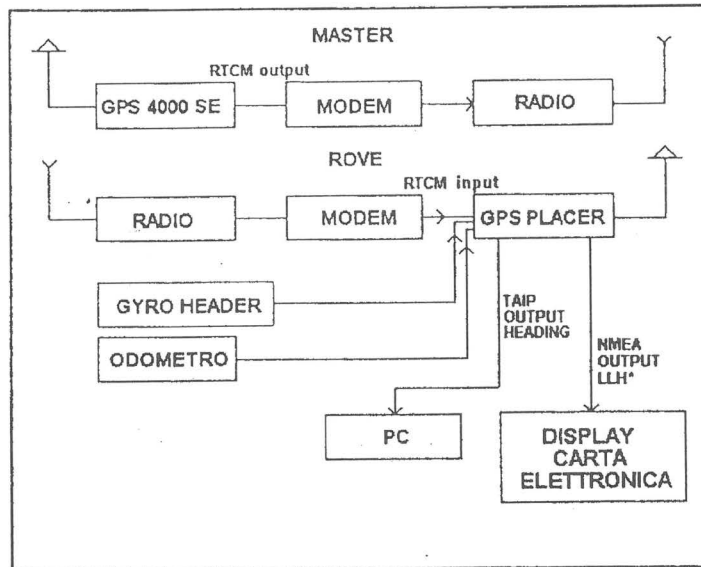 MASTER
RTCM output
GPS 4000 SE
MODEM
RADIO
ROVE
RTCM input
RADIO
MODEM
GPS PLACER
GYRO HEADER
ODOMETRO
TAIP
OUTPUT
HEADING
NMEA
OUTPUT
LLH*
PC
DISPLAY
CARTA
ELETTRONICA